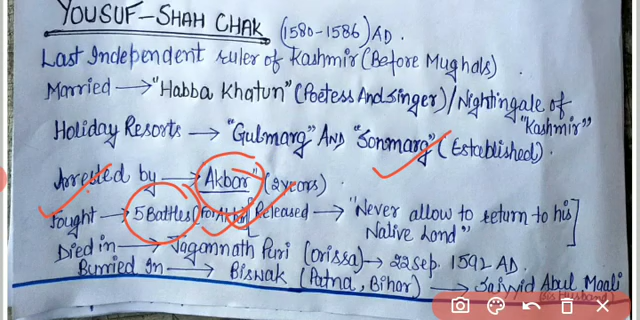 YOUSUF-SHAH CHAK (1580-1586) AD.
Last Independent ruler of Kashmir (Before Mughals)
Married → "Habba Khatun" (Poetess And Singer)/Nightingale of "Kashmir"
Holiday Resorts → "Gulmarg" AND "Sonmarg" (Established).
Arrested by → Akbar" (2years)
Fought → 5 Battles (for Akbar) [Released → "Never allow to return to his Native Land"]
Died in → Jagannath Puri (Orissa) → 22 Sep. 1592 AD.
Burried In → Biswak (Patna, Bihar) → Saiyyid Abul Maali
Husband)